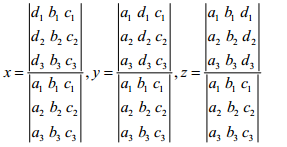 x = |d₁ b₁ c₁; d₂ b₂ c₂; d₃ b₃ c₃| / |a₁ b₁ c₁; a₂ b₂ c₂; a₃ b₃ c₃| , y = |a₁ d₁ c₁; a₂ d₂ c₂; a₃ d₃ c₃| / |a₁ b₁ c₁; a₂ b₂ c₂; a₃ b₃ c₃| , z = |a₁ b₁ d₁; a₂ b₂ d₂; a₃ b₃ d₃| / |a₁ b₁ c₁; a₂ b₂ c₂; a₃ b₃ c₃|